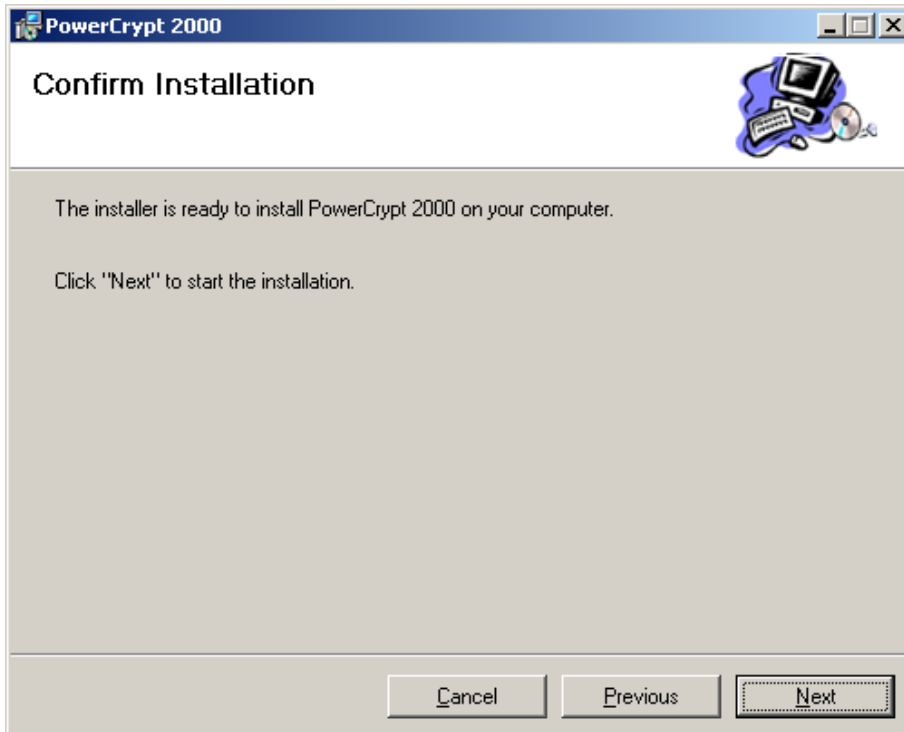 PowerCrypt 2000
Confirm Installation
The installer is ready to install PowerCrypt 2000 on your computer.
Click "Next" to start the installation.
Cancel Previous Next